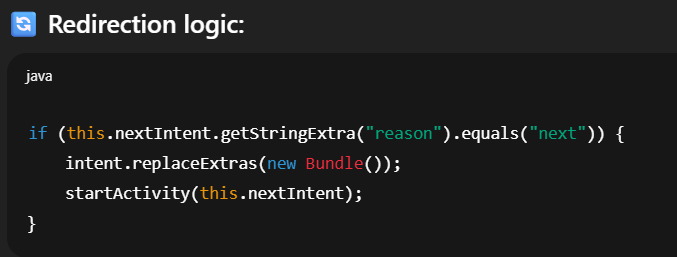 🔄 Redirection logic:
java
if (this.nextIntent.getStringExtra("reason").equals("next")) {
    intent.replaceExtras(new Bundle());
    startActivity(this.nextIntent);
}